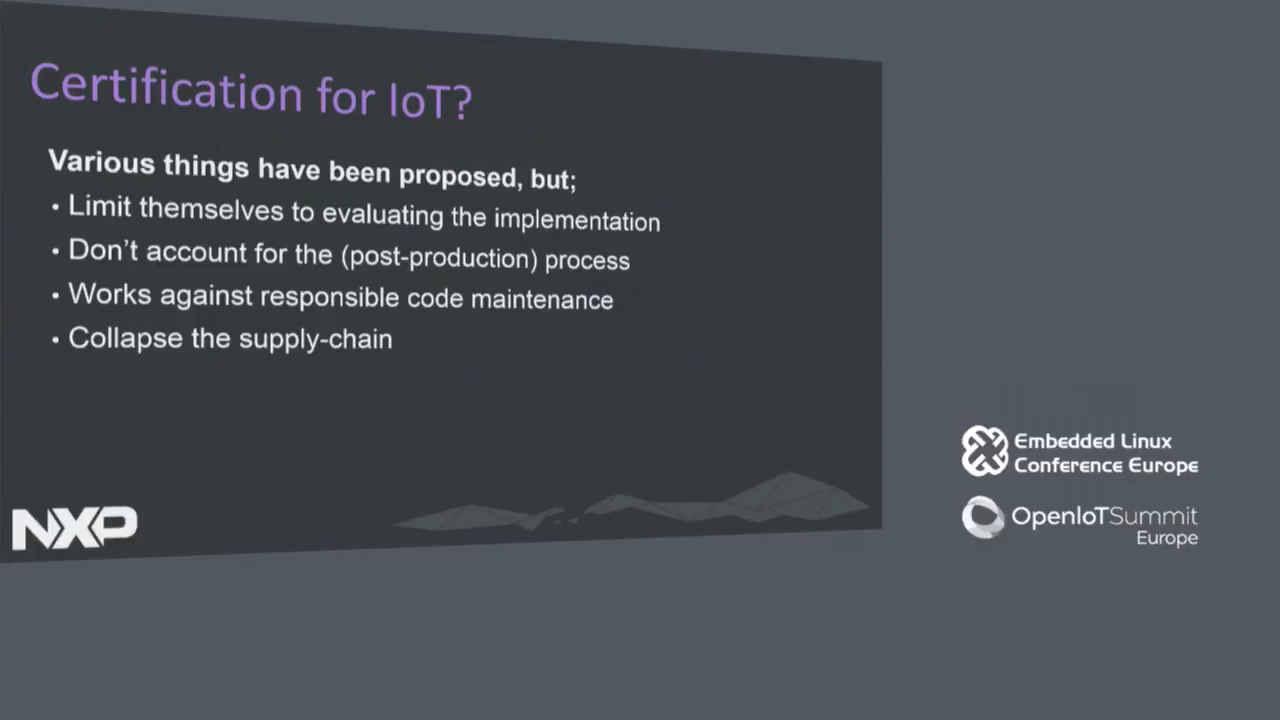 Certification for IoT?
Various things have been proposed, but;
• Limit themselves to evaluating the implementation
• Don’t account for the (post-production) process
• Works against responsible code maintenance
• Collapse the supply-chain
NXP
Embedded Linux
Conference Europe
OpenIoTSummit
Europe